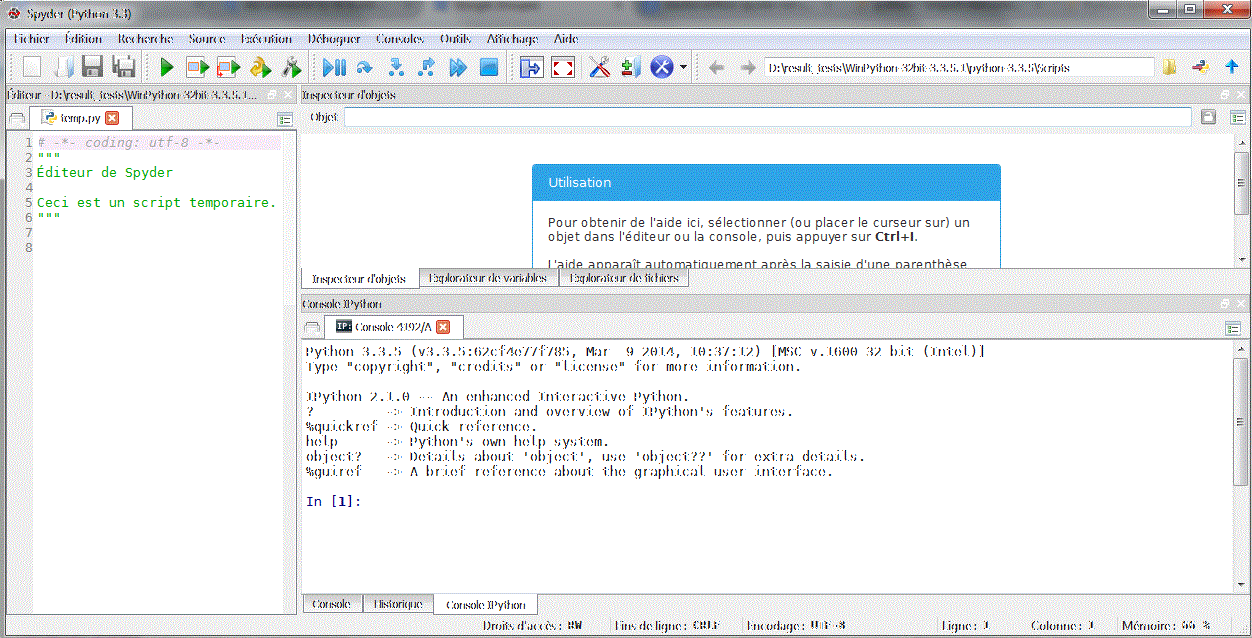 Spyder (Python 3.3)
Fichier Édition Recherche Source Exécution Déboguer Consoles Outils Affichage Aide
D:\result_tests\WinPython-32bit-3.3.5.1\python-3.3.5\Scripts
Éditeur - D:\result_tests\WinPython-32bit-3.3.5.1...
temp.py
1 # -*- coding: utf-8 -*-
2 """
3 Éditeur de Spyder
4
5 Ceci est un script temporaire.
6 """
7
8
Inspecteur d'objets
Objet
Utilisation
Pour obtenir de l'aide ici, sélectionner (ou placer le curseur sur) un
objet dans l'éditeur ou la console, puis appuyer sur Ctrl+I.
L'aide apparaît automatiquement après la saisie d'une parenthèse
Inspecteur d'objets Explorateur de variables Explorateur de fichiers
Console IPython
IP: Console 4192/A
Python 3.3.5 (v3.3.5:62cf4e77f785, Mar  9 2014, 10:37:12) [MSC v.1600 32 bit (Intel)]
Type "copyright", "credits" or "license" for more information.
IPython 2.1.0 -- An enhanced Interactive Python.
?         -> Introduction and overview of IPython's features.
%quickref -> Quick reference.
help      -> Python's own help system.
object?   -> Details about 'object', use 'object??' for extra details.
%guiref   -> A brief reference about the graphical user interface.
In [1]:
Console Historique Console IPython
Droits d'accès : RW Fins de ligne : CRLF Encodage : UTF-8 Ligne : 1 Colonne : 1 Mémoire : 66 %